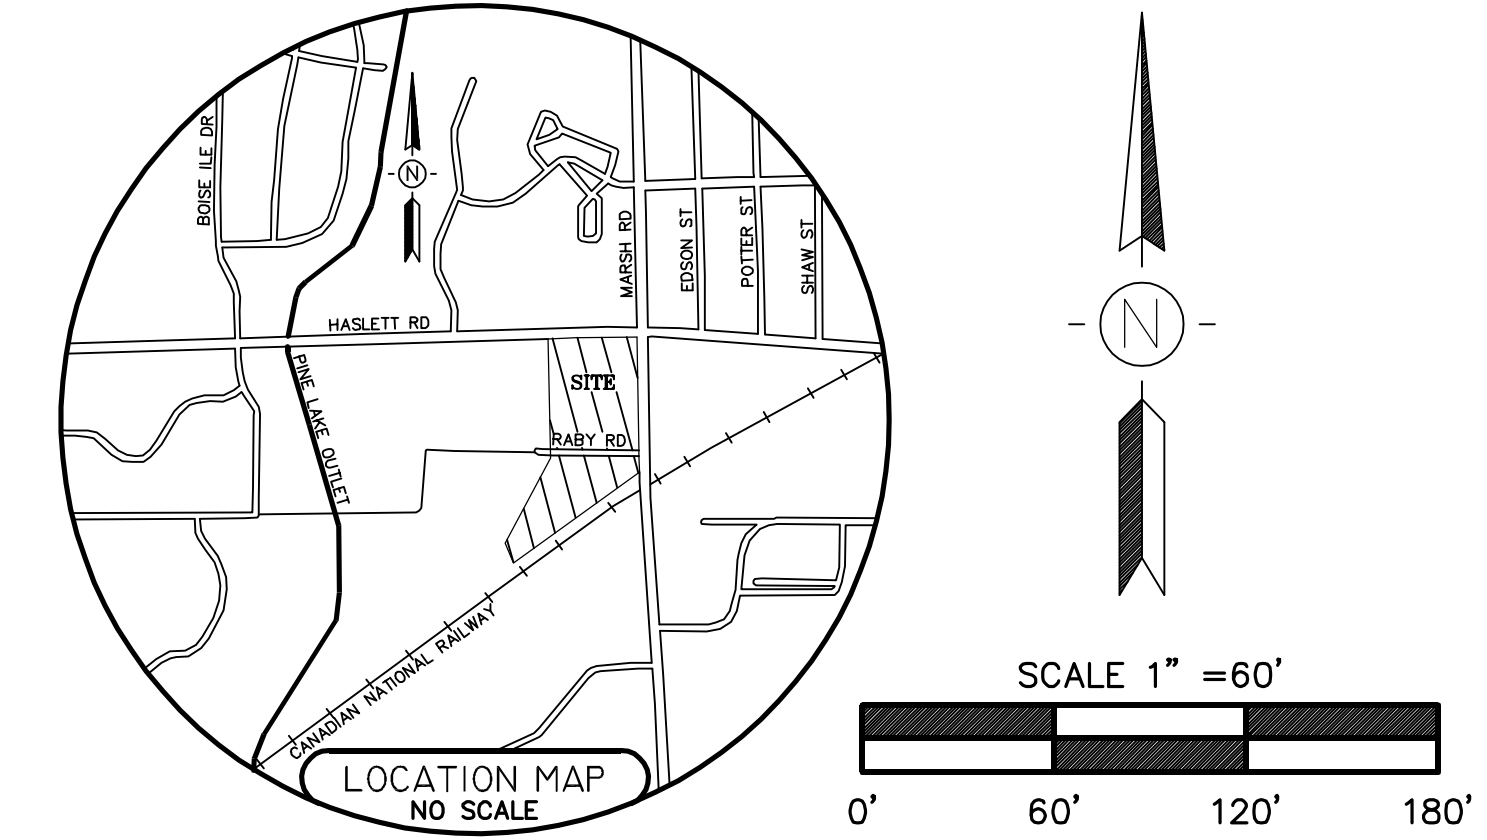 BOISE ILE DR
N
MARSH RD
EDSON ST
POTTER ST
SHAW ST
HASLETT RD
PINE LAKE OUTLET
SITE
RABY RD
CANADIAN NATIONAL RAILWAY
LOCATION MAP
NO SCALE
N
SCALE 1” =60’
0’ 60’ 120’ 180’